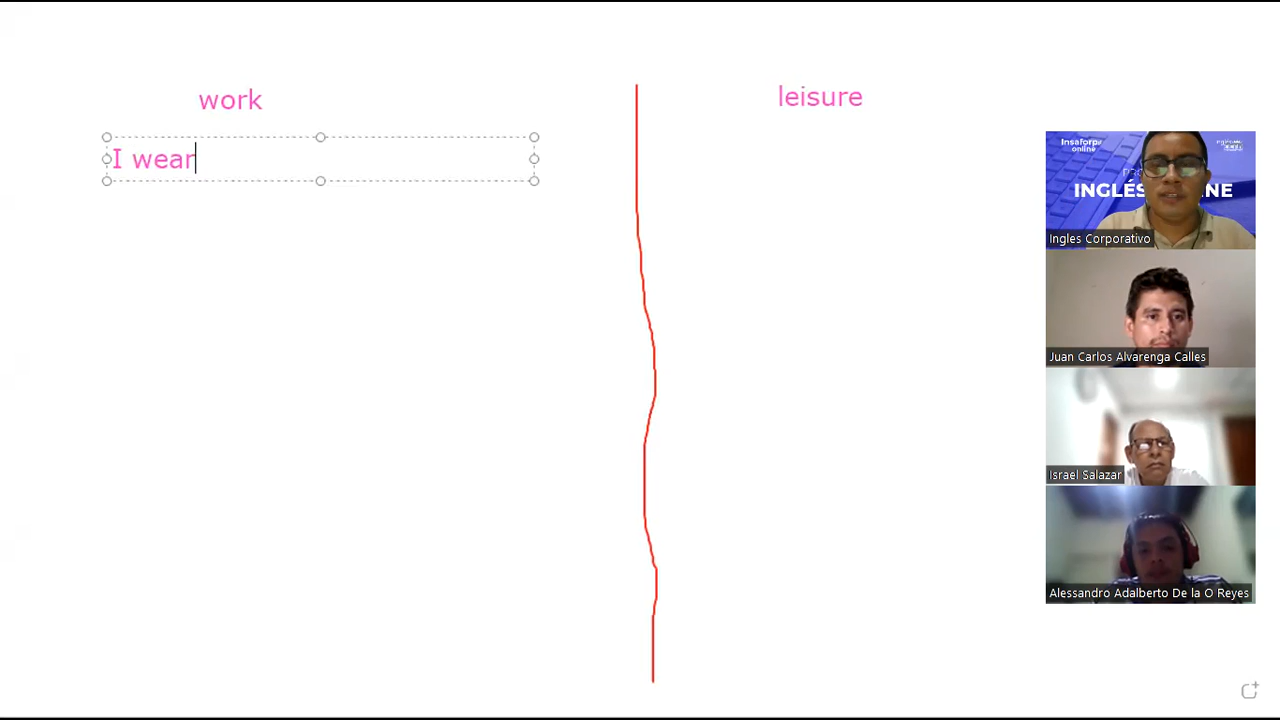 work
leisure
I wear
Insaforp
online
INGLÉS
NE
Ingles Corporativo
Juan Carlos Alvarenga Calles
Israel Salazar
Alessandro Adalberto De la O Reyes